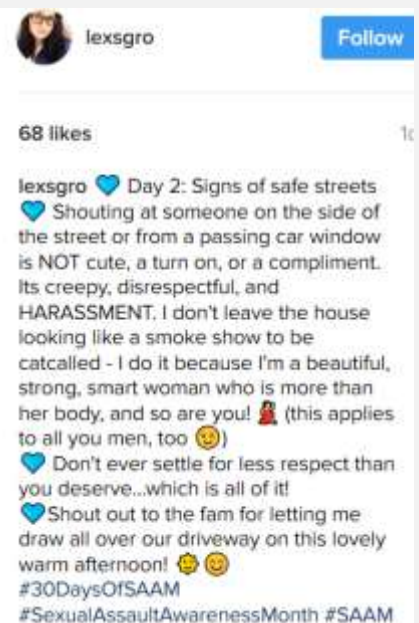 lexsgro
Follow
68 likes
lexsgro 💙 Day 2: Signs of safe streets
💙 Shouting at someone on the side of
the street or from a passing car window
is NOT cute, a turn on, or a compliment.
Its creepy, disrespectful, and
HARASSMENT. I don't leave the house
looking like a smoke show to be
catcalled - I do it because I'm a beautiful,
strong, smart woman who is more than
her body, and so are you! 💃 (this applies
to all you men, too 😊)
💙 Don't ever settle for less respect than
you deserve...which is all of it!
💙Shout out to the fam for letting me
draw all over our driveway on this lovely
warm afternoon! 🌞 😊
#30DaysOfSAAM
#SexualAssaultAwarenessMonth #SAAM